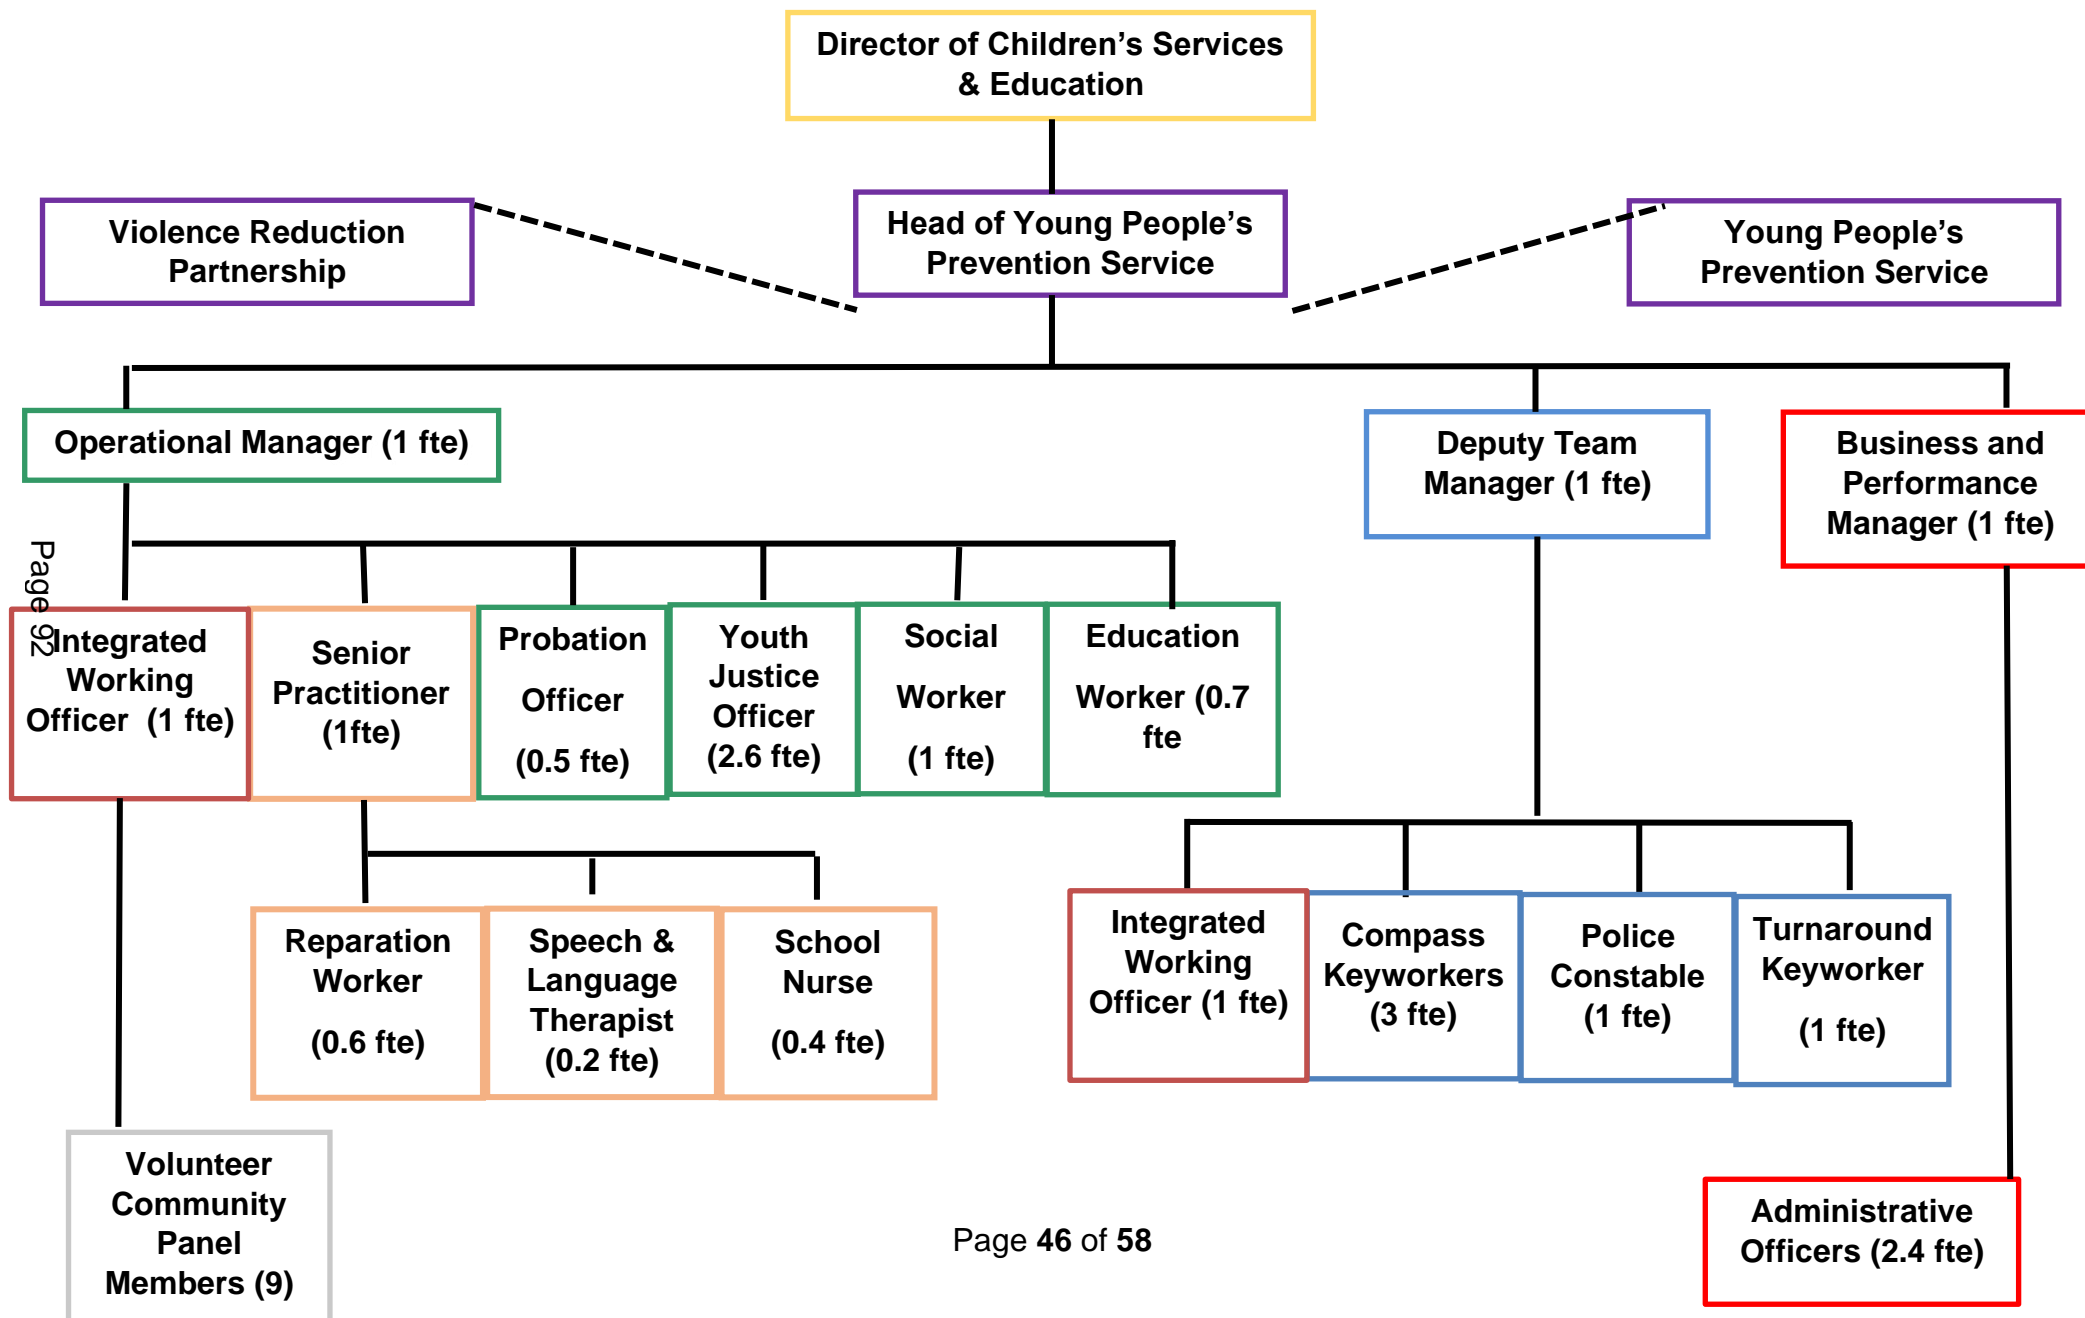 Director of Children’s Services
& Education
Violence Reduction
Partnership
Head of Young People’s
Prevention Service
Young People’s
Prevention Service
Operational Manager (1 fte)
Deputy Team
Manager (1 fte)
Business and
Performance
Manager (1 fte)
Page 92
Integrated
Working
Officer  (1 fte)
Senior
Practitioner
(1fte)
Probation
Officer
(0.5 fte)
Youth
Justice
Officer
(2.6 fte)
Social
Worker
(1 fte)
Education
Worker (0.7
fte
Reparation
Worker
(0.6 fte)
Speech &
Language
Therapist
(0.2 fte)
School
Nurse
(0.4 fte)
Integrated
Working
Officer (1 fte)
Compass
Keyworkers
(3 fte)
Police
Constable
(1 fte)
Turnaround
Keyworker
(1 fte)
Volunteer
Community
Panel
Members (9)
Administrative
Officers (2.4 fte)
Page 46 of 58